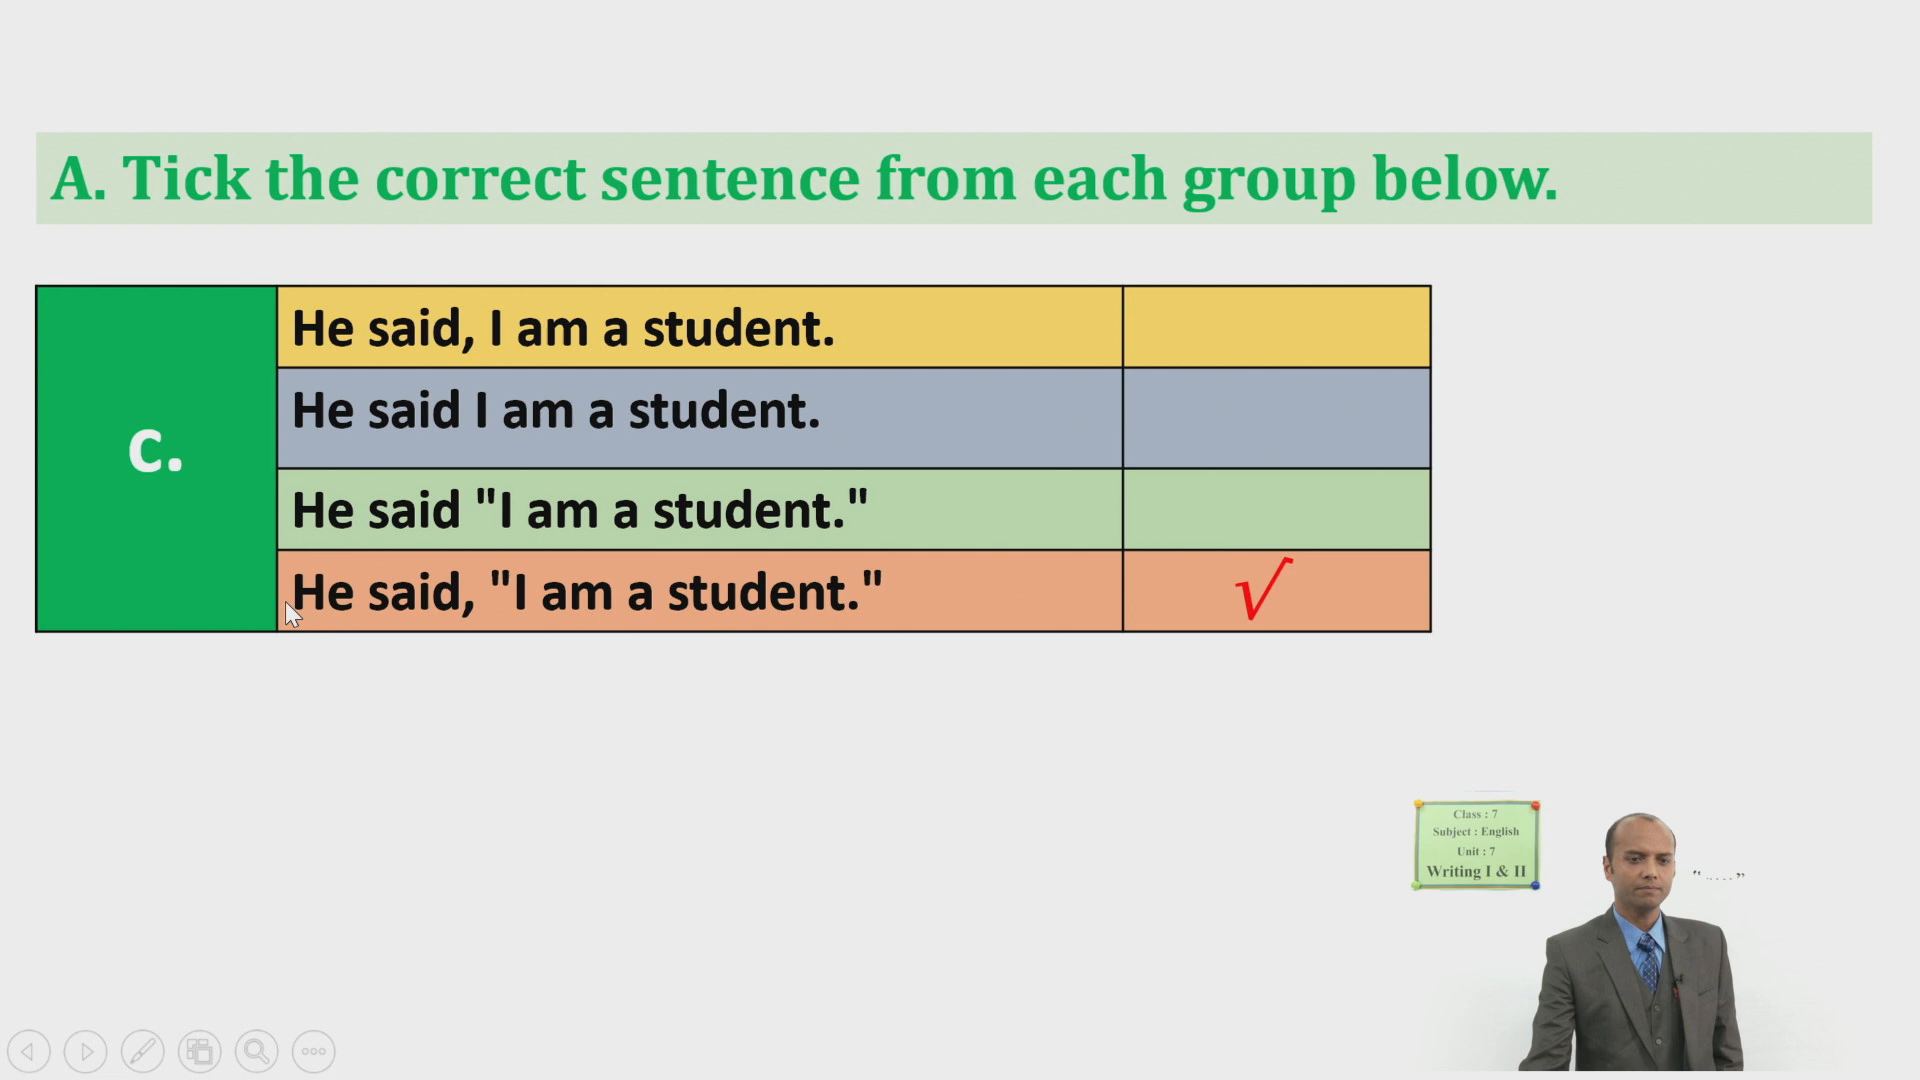 A. Tick the correct sentence from each group below.
c.
He said, I am a student.
He said I am a student.
He said "I am a student."
He said, "I am a student." √
Class : 7
Subject : English
Unit : 7
Writing I & II
“ .... ”